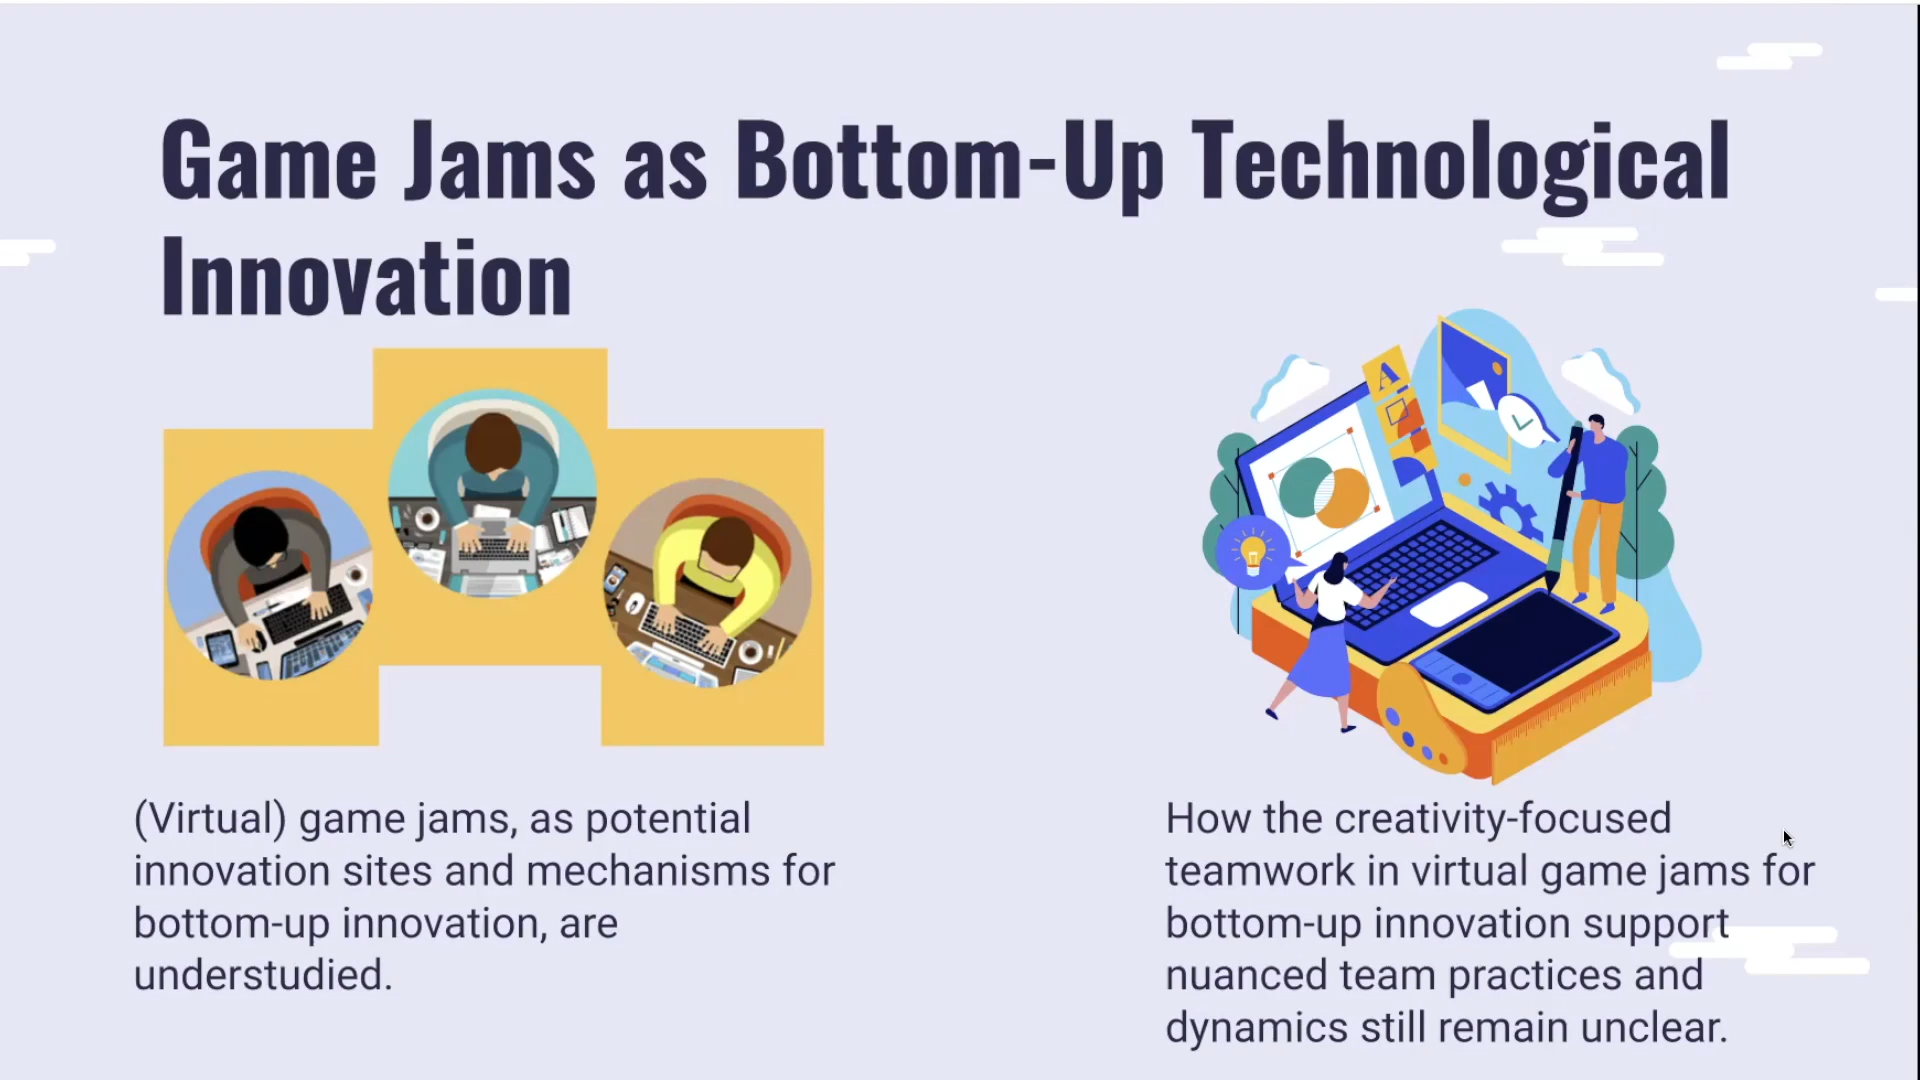 Game Jams as Bottom-Up Technological
Innovation
A
(Virtual) game jams, as potential
innovation sites and mechanisms for
bottom-up innovation, are
understudied.
How the creativity-focused
teamwork in virtual game jams for
bottom-up innovation support
nuanced team practices and
dynamics still remain unclear.